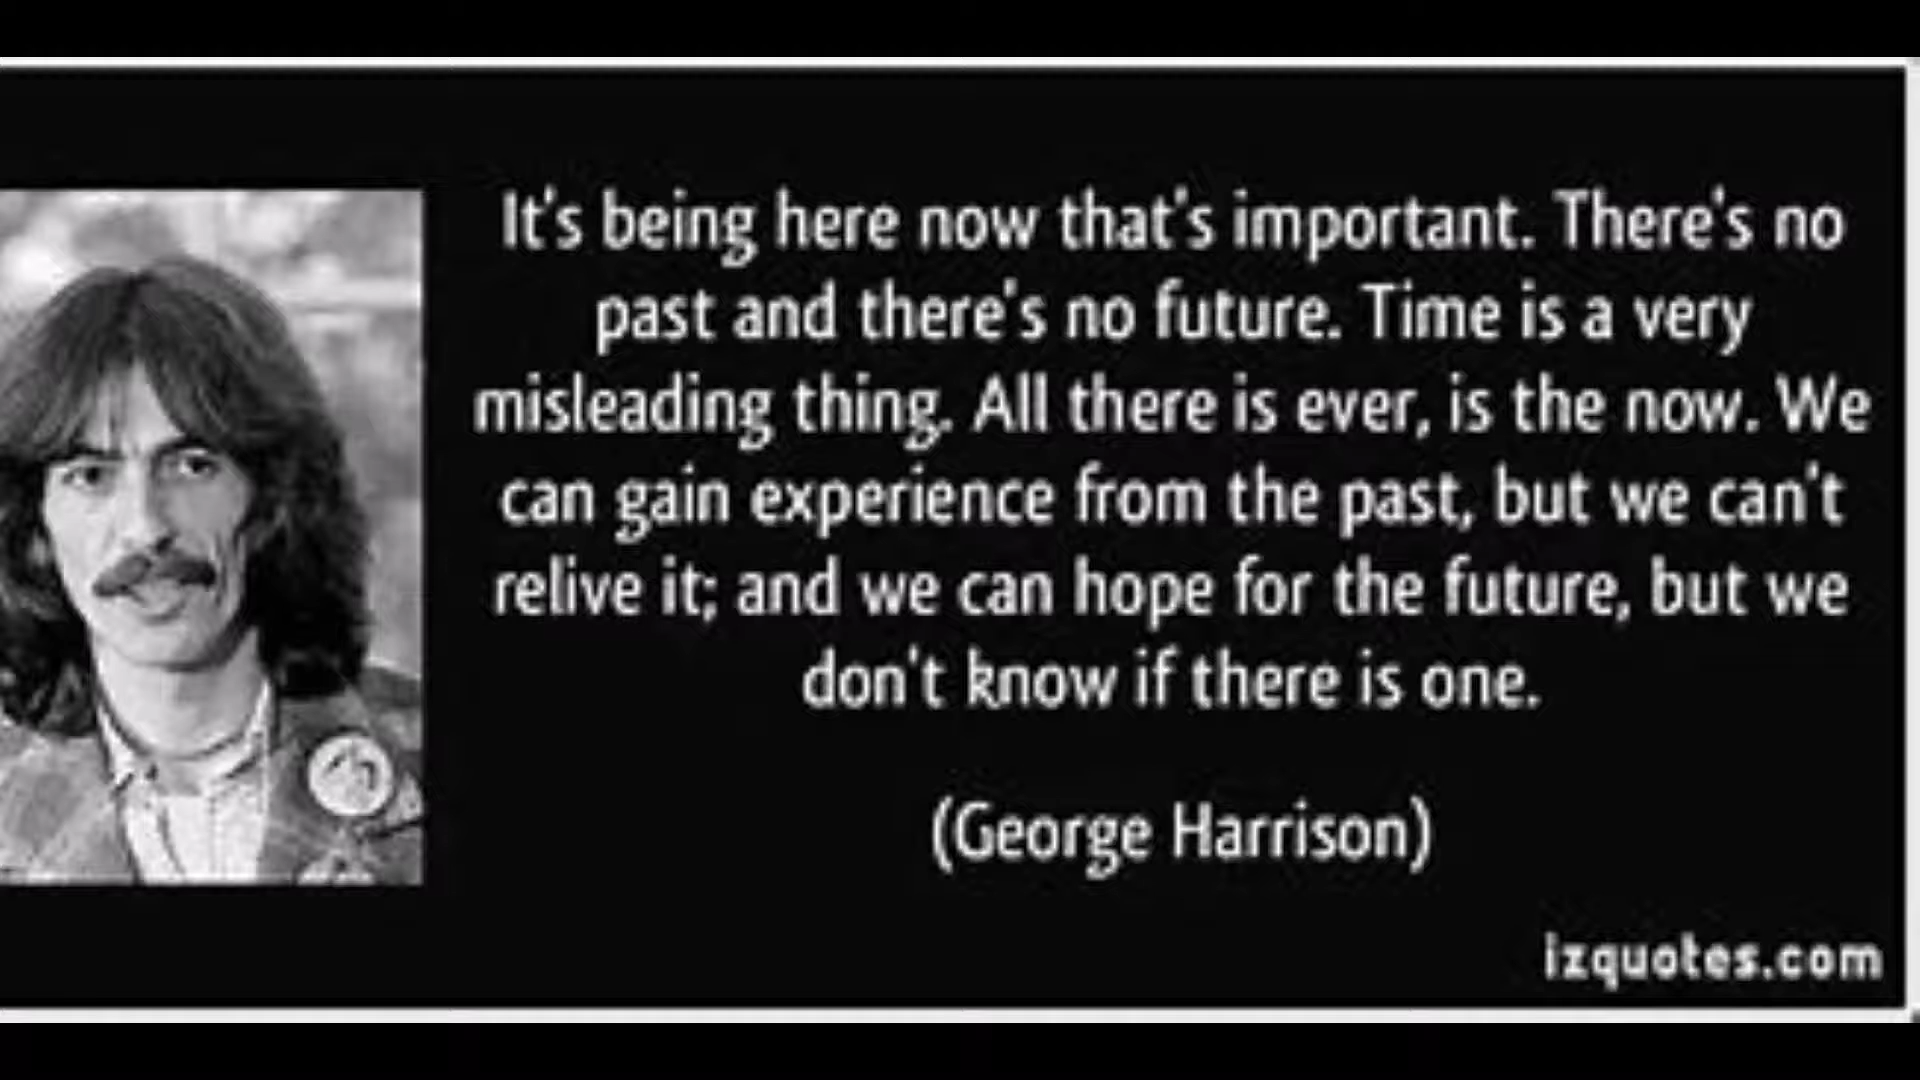 It's being here now that's important. There's no
past and there's no future. Time is a very
misleading thing. All there is ever, is the now. We
can gain experience from the past, but we can't
relive it; and we can hope for the future, but we
don't know if there is one.
(George Harrison)
izquotes.com